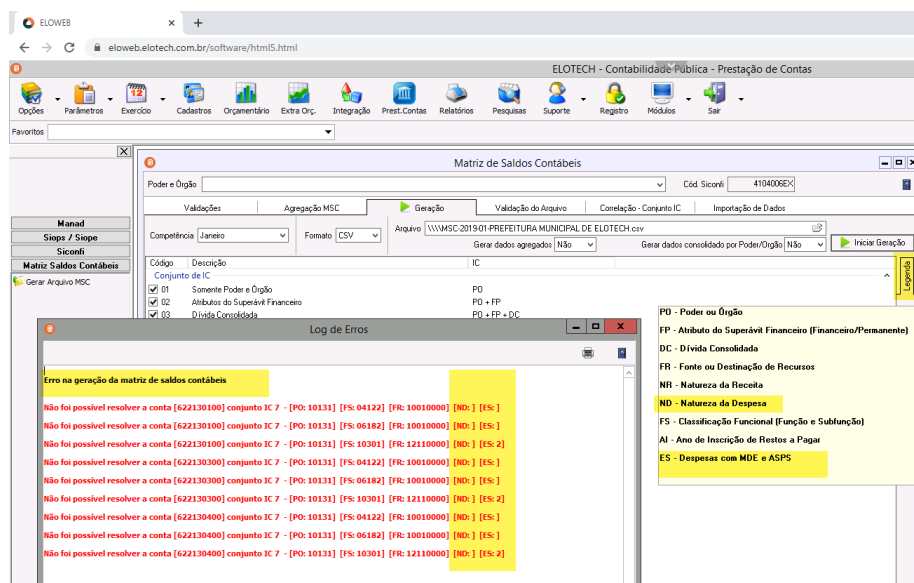 ELOWEB
eloweb.elotech.com.br/software/html5.html
ELOTECH - Contabilidade Pública - Prestação de Contas
Opções Parâmetros Exercício Cadastros Orçamentário Extra Orç. Integração Prest.Contas Relatórios Pesquisas Suporte Registro Módulos Sair
Favoritos
Matriz de Saldos Contábeis
Poder e Órgão Cód. Siconfi 4104006EX
Validações Agregação MSC Geração Validação do Arquivo Correlação - Conjunto IC Importação de Dados
Manad
Siops / Siope
Siconfi
Matriz Saldos Contábeis
Gerar Arquivo MSC
Competência Janeiro Formato CSV Arquivo \\\\MSC-2019-01-PREFEITURA MUNICIPAL DE ELOTECH.csv
Gerar dados agregados Não Gerar dados consolidado por Poder/Orgão Não Iniciar Geração
Código Descrição IC
Conjunto de IC
01 Somente Poder e Órgão PO
02 Atributos do Superávit Financeiro PO + FP
03 Dívida Consolidada PO + FP + DC
Legenda
PO - Poder ou Órgão
FP - Atributo do Superávit Financeiro (Financeiro/Permanente)
DC - Dívida Consolidada
FR - Fonte ou Destinação de Recursos
NR - Natureza da Receita
ND - Natureza da Despesa
FS - Classificação Funcional (Função e Subfunção)
AI - Ano de Inscrição de Restos a Pagar
ES - Despesas com MDE e ASPS
Log de Erros
Erro na geração da matriz de saldos contábeis
Não foi possível resolver a conta [622130100] conjunto IC 7 - [PO: 10131] [FS: 04122] [FR: 10010000] [ND: ] [ES: ]
Não foi possível resolver a conta [622130100] conjunto IC 7 - [PO: 10131] [FS: 06182] [FR: 10010000] [ND: ] [ES: ]
Não foi possível resolver a conta [622130100] conjunto IC 7 - [PO: 10131] [FS: 10301] [FR: 12110000] [ND: ] [ES: 2]
Não foi possível resolver a conta [622130300] conjunto IC 7 - [PO: 10131] [FS: 04122] [FR: 10010000] [ND: ] [ES: ]
Não foi possível resolver a conta [622130300] conjunto IC 7 - [PO: 10131] [FS: 06182] [FR: 10010000] [ND: ] [ES: ]
Não foi possível resolver a conta [622130300] conjunto IC 7 - [PO: 10131] [FS: 10301] [FR: 12110000] [ND: ] [ES: 2]
Não foi possível resolver a conta [622130400] conjunto IC 7 - [PO: 10131] [FS: 04122] [FR: 10010000] [ND: ] [ES: ]
Não foi possível resolver a conta [622130400] conjunto IC 7 - [PO: 10131] [FS: 06182] [FR: 10010000] [ND: ] [ES: ]
Não foi possível resolver a conta [622130400] conjunto IC 7 - [PO: 10131] [FS: 10301] [FR: 12110000] [ND: ] [ES: 2]